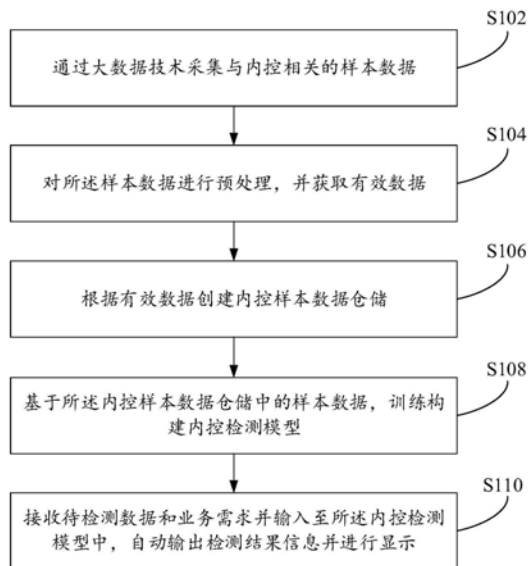 S102
通过大数据技术采集与内控相关的样本数据
S104
对所述样本数据进行预处理，并获取有效数据
S106
根据有效数据创建内控样本数据仓储
S108
基于所述内控样本数据仓储中的样本数据，训练构
建内控检测模型
S110
接收待检测数据和业务需求并输入至所述内控检测
模型中，自动输出检测结果信息并进行显示